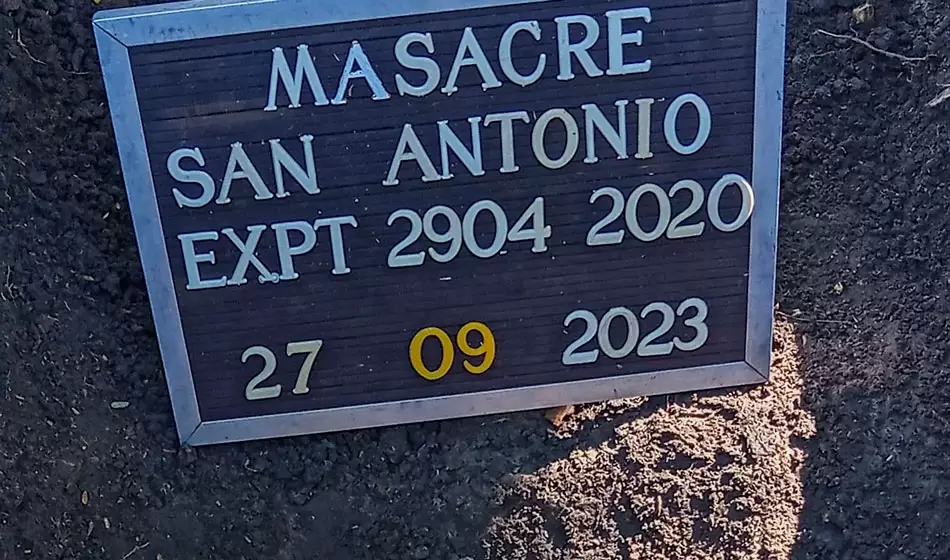 MASACRE
SAN ANTONIO
EXPT 2904 2020
27 09 2023